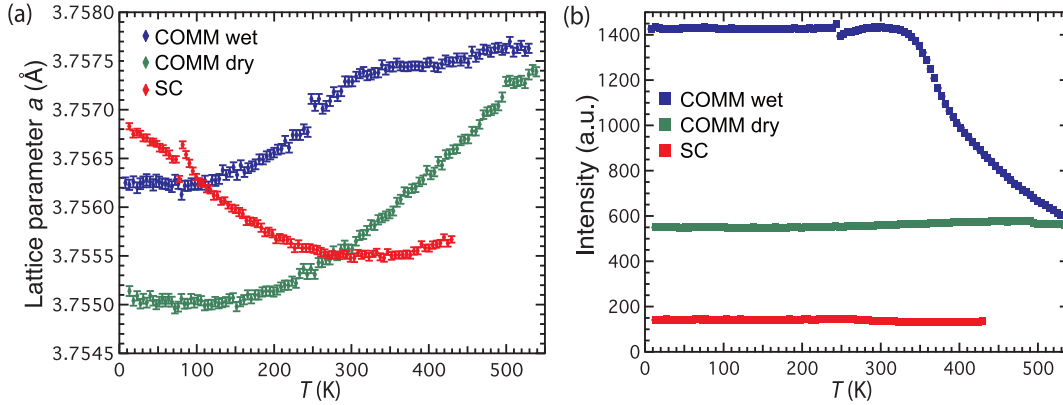 (a)
3.7580
3.7575
3.7570
3.7565
3.7560
3.7555
3.7550
3.7545
Lattice parameter a (Å)
COMM wet
COMM dry
SC
0 100 200 300 400 500
T (K)
(b)
1400
1200
1000
800
600
400
200
0
Intensity (a.u.)
COMM wet
COMM dry
SC
0 100 200 300 400 500
T (K)